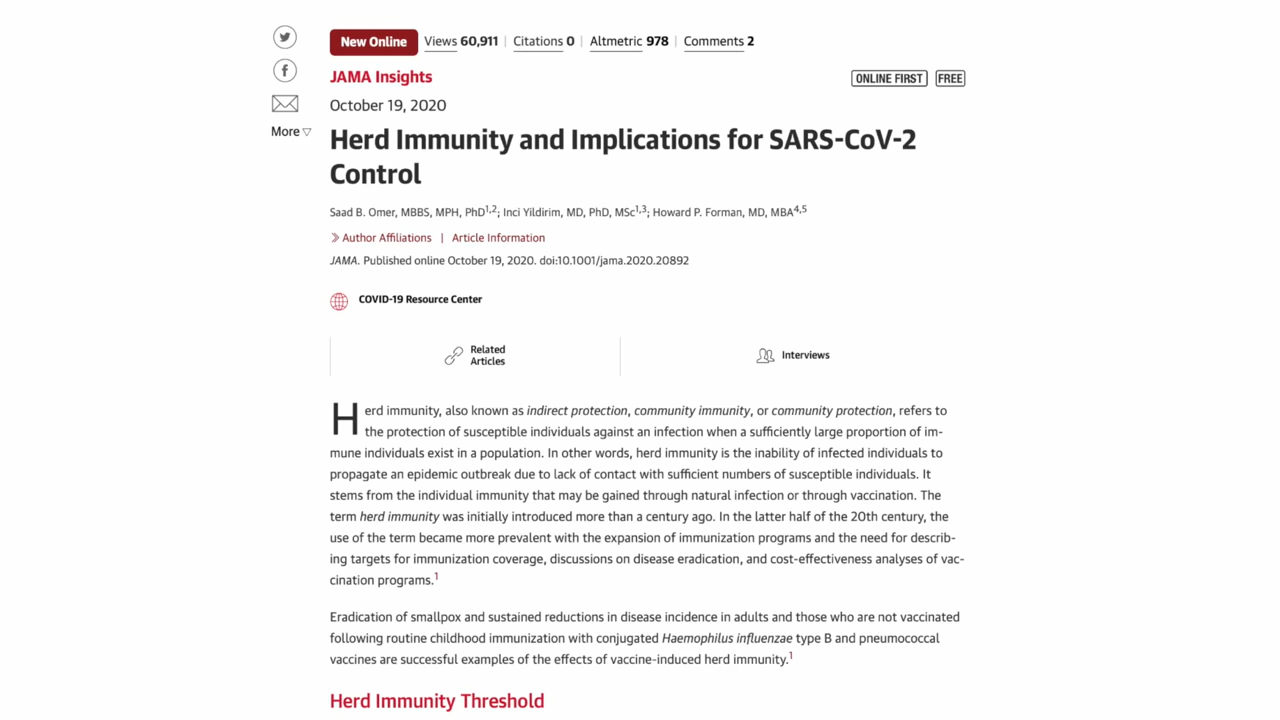 New Online Views 60,911 | Citations 0 | Altmetric 978 | Comments 2
JAMA Insights ONLINE FIRST FREE
October 19, 2020
More
Herd Immunity and Implications for SARS-CoV-2
Control
Saad B. Omer, MBBS, MPH, PhD1,2; Inci Yildirim, MD, PhD, MSc1,3; Howard P. Forman, MD, MBA4,5
Author Affiliations | Article Information
JAMA. Published online October 19, 2020. doi:10.1001/jama.2020.20892
COVID-19 Resource Center
Related
Articles
Interviews
Herd immunity, also known as indirect protection, community immunity, or community protection, refers to
the protection of susceptible individuals against an infection when a sufficiently large proportion of im-
mune individuals exist in a population. In other words, herd immunity is the inability of infected individuals to
propagate an epidemic outbreak due to lack of contact with sufficient numbers of susceptible individuals. It
stems from the individual immunity that may be gained through natural infection or through vaccination. The
term herd immunity was initially introduced more than a century ago. In the latter half of the 20th century, the
use of the term became more prevalent with the expansion of immunization programs and the need for describ-
ing targets for immunization coverage, discussions on disease eradication, and cost-effectiveness analyses of vac-
cination programs.1
Eradication of smallpox and sustained reductions in disease incidence in adults and those who are not vaccinated
following routine childhood immunization with conjugated Haemophilus influenzae type B and pneumococcal
vaccines are successful examples of the effects of vaccine-induced herd immunity.1
Herd Immunity Threshold